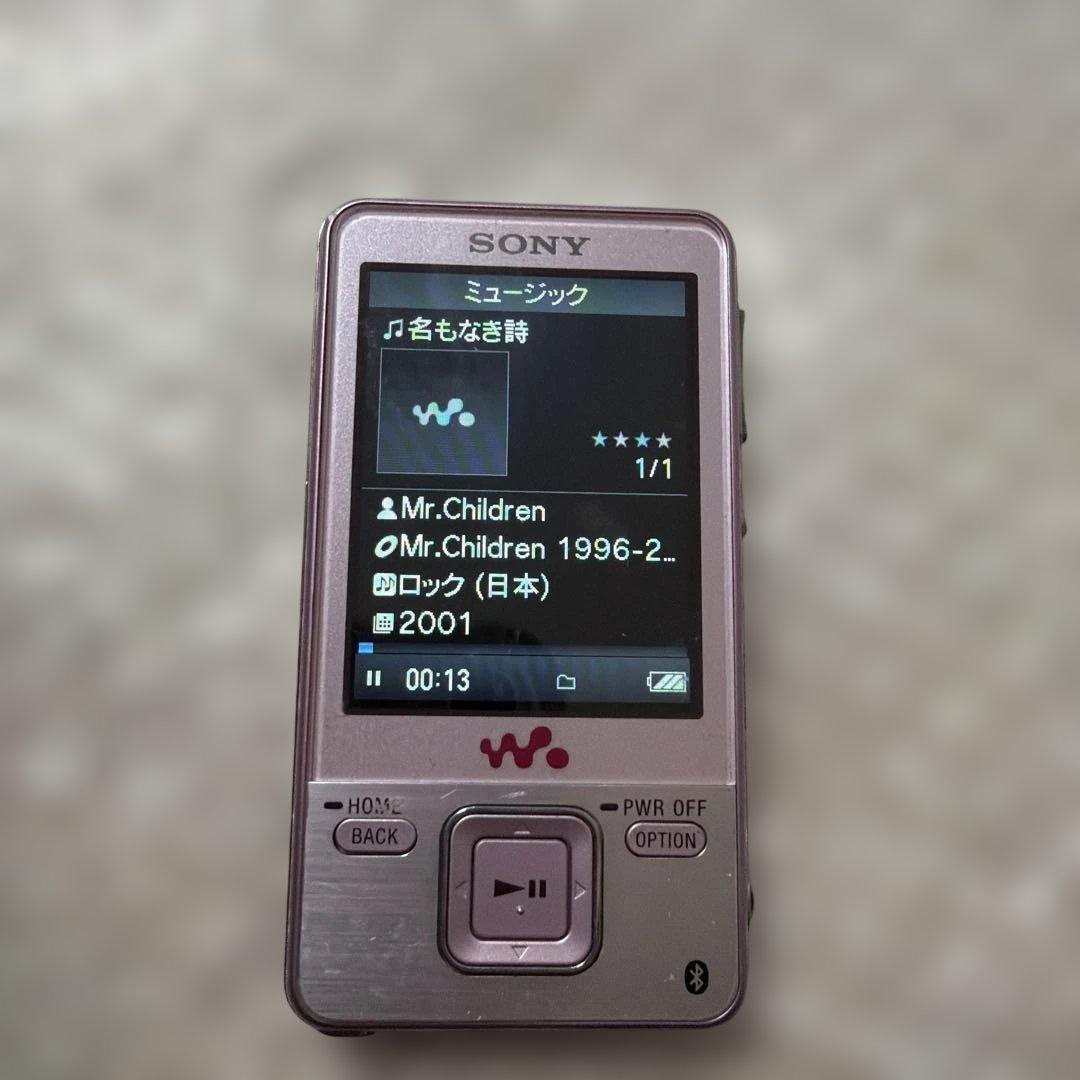 SONY
ミュージック
名もなき詩
1/1
Mr.Children
Mr.Children 1996-2...
ロック (日本)
2001
00:13
HOME
PWR OFF
BACK
OPTION